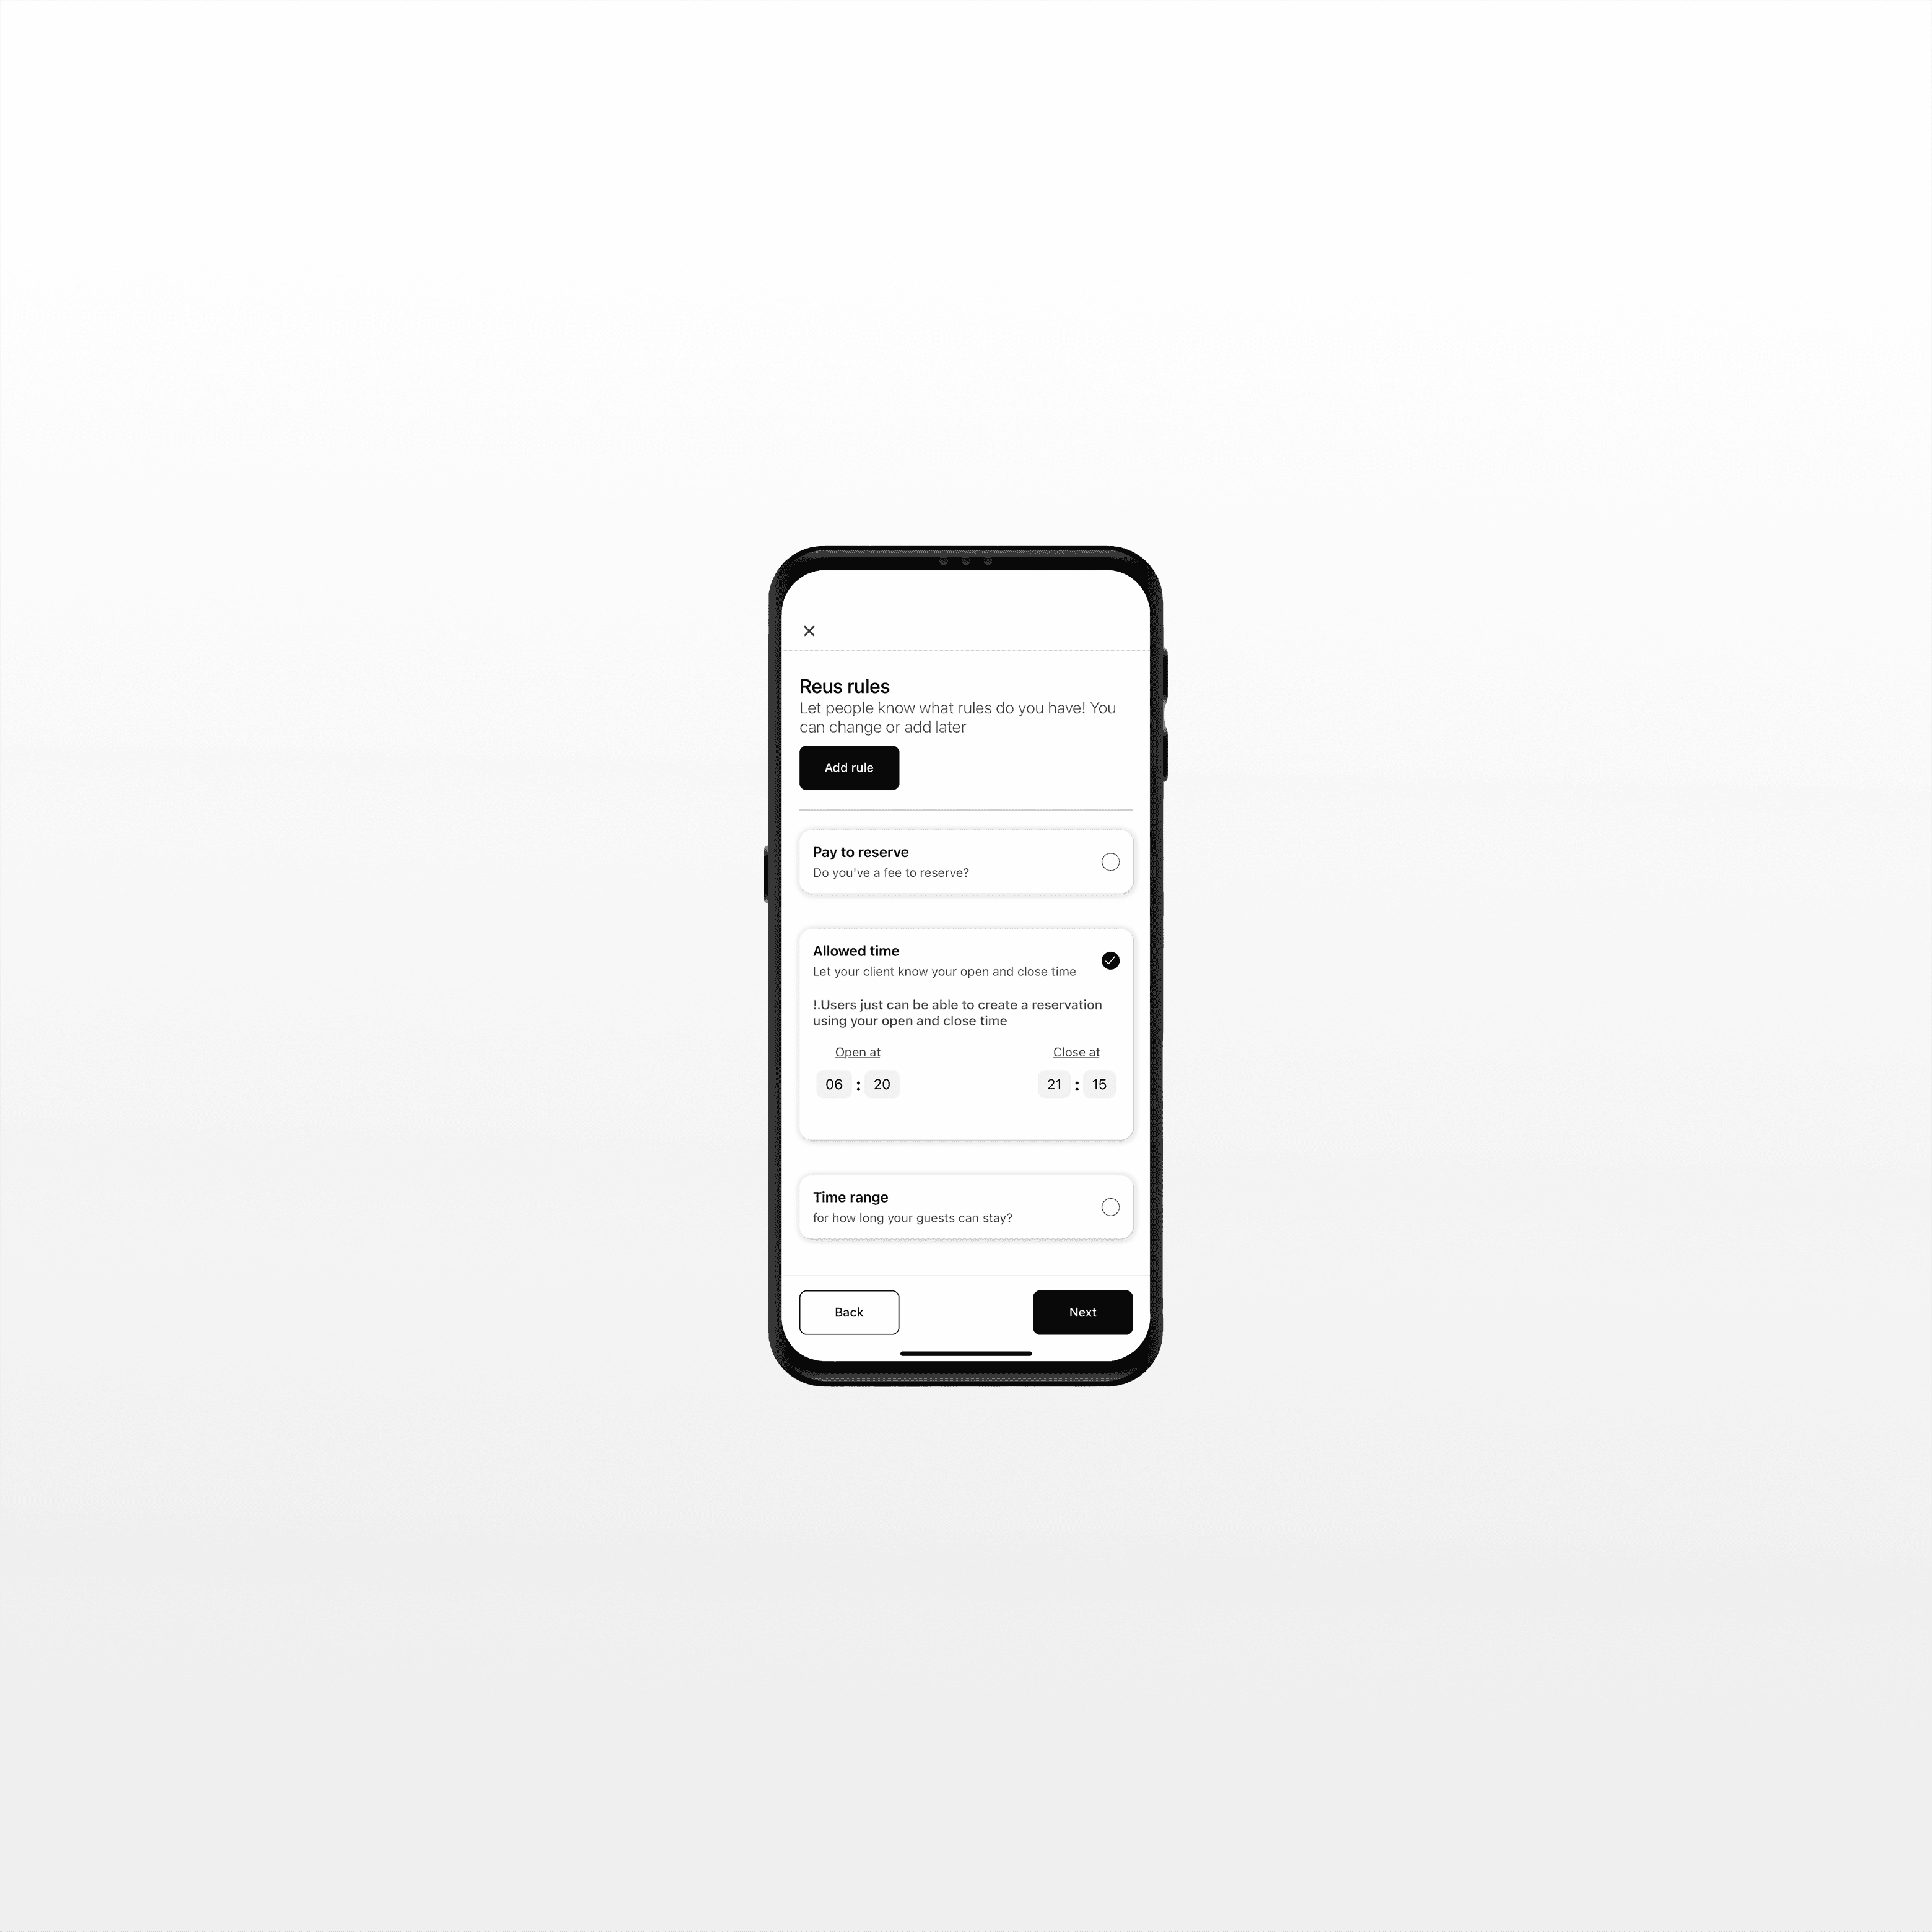 Reus rules
Let people know what rules do you have! You
can change or add later
Add rule
Pay to reserve
Do you've a fee to reserve?
Allowed time
Let your client know your open and close time
!.Users just can be able to create a reservation
using your open and close time
Open at Close at
06 : 20 21 : 15
Time range
for how long your guests can stay?
Back Next